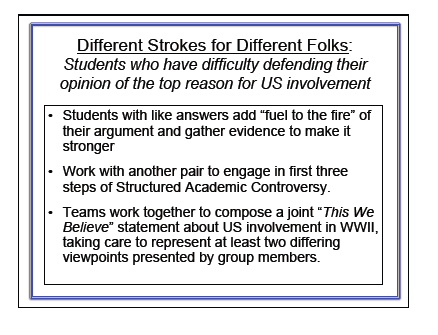 Different Strokes for Different Folks:
Students who have difficulty defending their
opinion of the top reason for US involvement
• Students with like answers add “fuel to the fire” of
their argument and gather evidence to make it
stronger
• Work with another pair to engage in first three
steps of Structured Academic Controversy.
• Teams work together to compose a joint “This We
Believe” statement about US involvement in WWII,
taking care to represent at least two differing
viewpoints presented by group members.